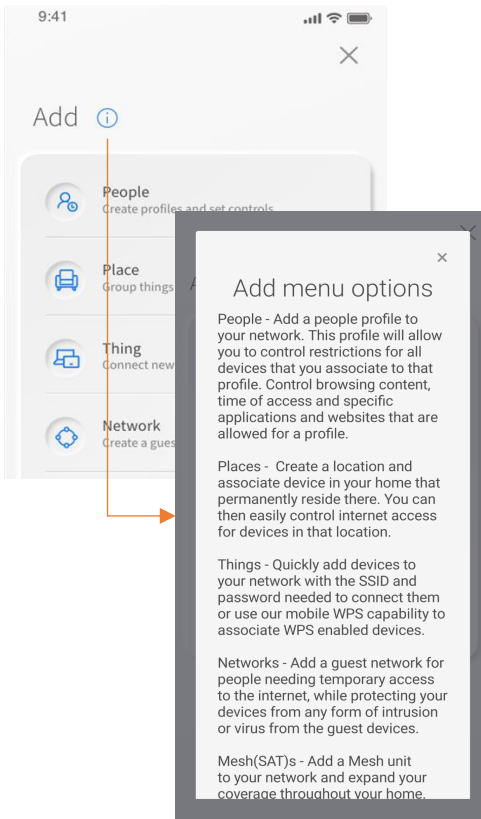 9:41
Add
People
Create profiles and set controls
Place
Group things
A
Thing
Connect new
Network
Create a gues
Add menu options
People - Add a people profile to
your network. This profile will allow
you to control restrictions for all
devices that you associate to that
profile. Control browsing content,
time of access and specific
applications and websites that are
allowed for a profile.
Places -  Create a location and
associate device in your home that
permanently reside there. You can
then easily control internet access
for devices in that location.
Things - Quickly add devices to
your network with the SSID and
password needed to connect them
or use our mobile WPS capability to
associate WPS enabled devices.
Networks - Add a guest network for
people needing temporary access
to the internet, while protecting your
devices from any form of intrusion
or virus from the guest devices.
Mesh(SAT)s - Add a Mesh unit
to your network and expand your
coverage throughout your home.